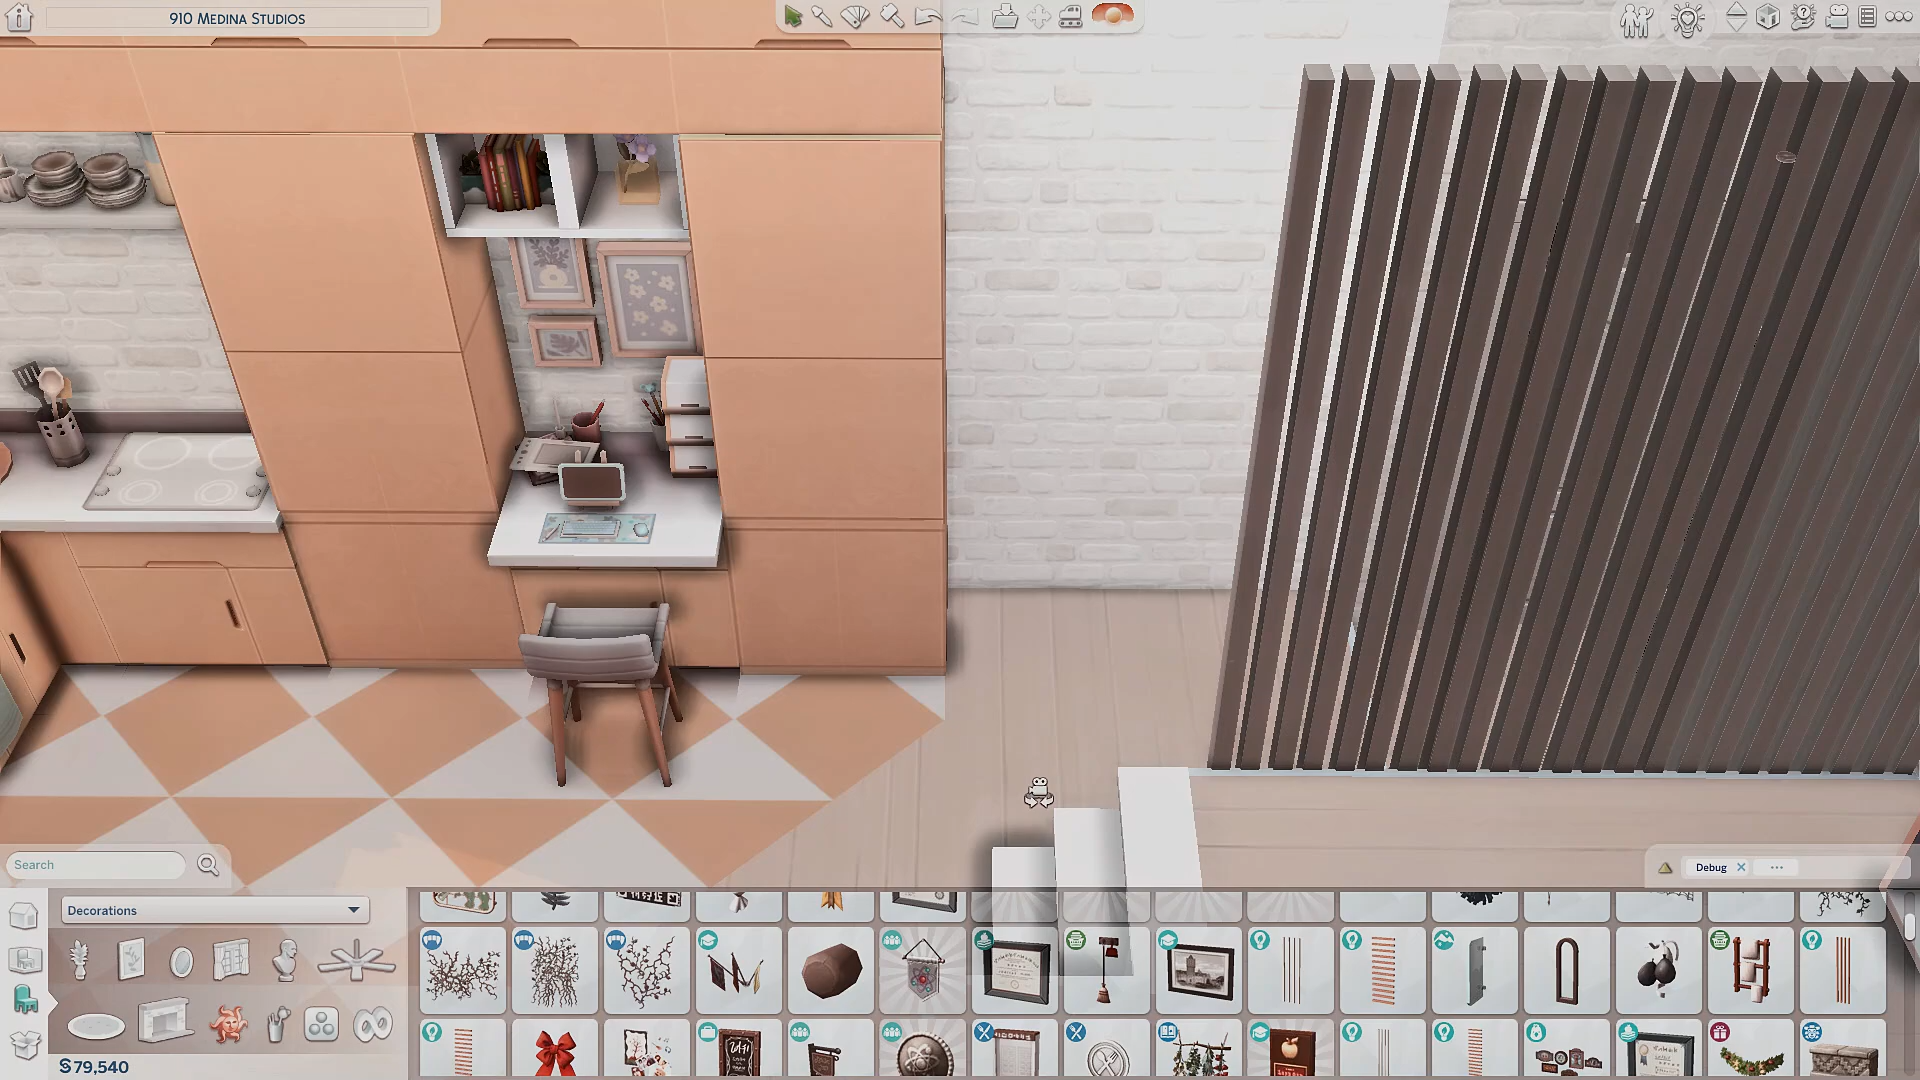 910 MEDINA STUDIOS
Search
Debug
Decorations
§79,540